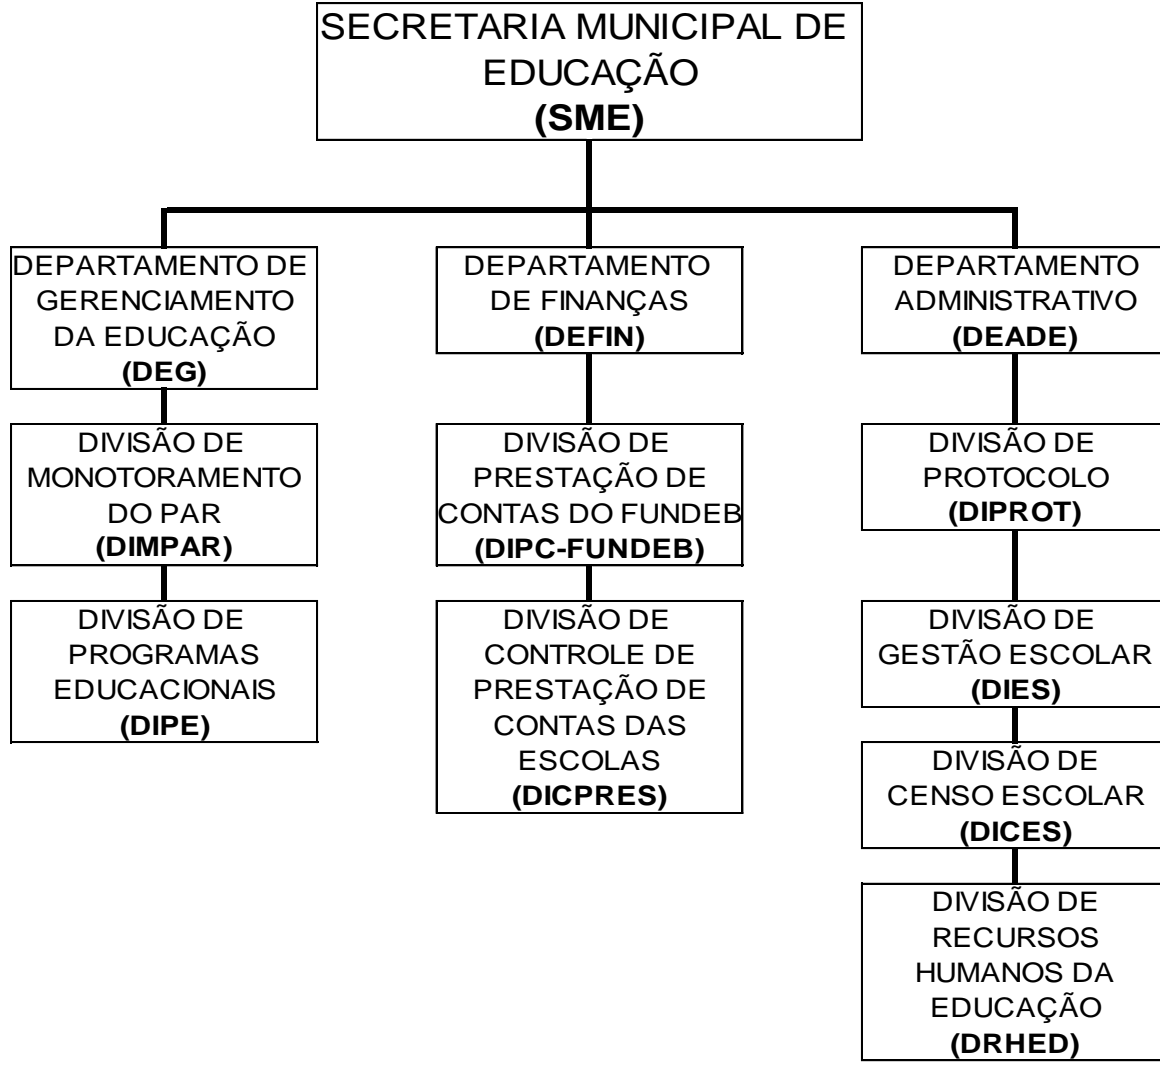 SECRETARIA MUNICIPAL DE
EDUCAÇÃO
(SME)
DEPARTAMENTO DE
GERENCIAMENTO
DA EDUCAÇÃO
(DEG)
DIVISÃO DE
MONOTORAMENTO
DO PAR
(DIMPAR)
DIVISÃO DE
PROGRAMAS
EDUCACIONAIS
(DIPE)
DEPARTAMENTO
DE FINANÇAS
(DEFIN)
DIVISÃO DE
PRESTAÇÃO DE
CONTAS DO FUNDEB
(DIPC-FUNDEB)
DIVISÃO DE
CONTROLE DE
PRESTAÇÃO DE
CONTAS DAS
ESCOLAS
(DICPRES)
DEPARTAMENTO
ADMINISTRATIVO
(DEADE)
DIVISÃO DE
PROTOCOLO
(DIPROT)
DIVISÃO DE
GESTÃO ESCOLAR
(DIES)
DIVISÃO DE
CENSO ESCOLAR
(DICES)
DIVISÃO DE
RECURSOS
HUMANOS DA
EDUCAÇÃO
(DRHED)